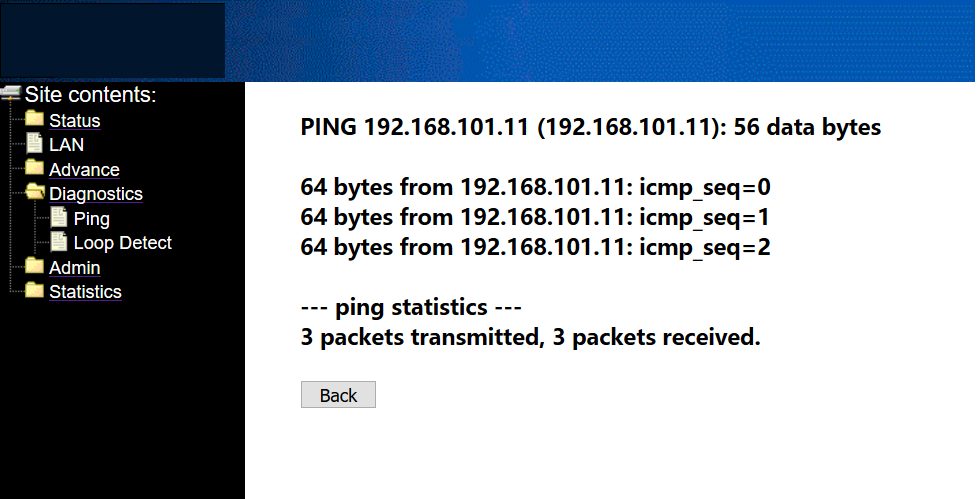 Site contents:
Status
LAN
Advance
Diagnostics
Ping
Loop Detect
Admin
Statistics
PING 192.168.101.11 (192.168.101.11): 56 data bytes
64 bytes from 192.168.101.11: icmp_seq=0
64 bytes from 192.168.101.11: icmp_seq=1
64 bytes from 192.168.101.11: icmp_seq=2
--- ping statistics ---
3 packets transmitted, 3 packets received.
Back